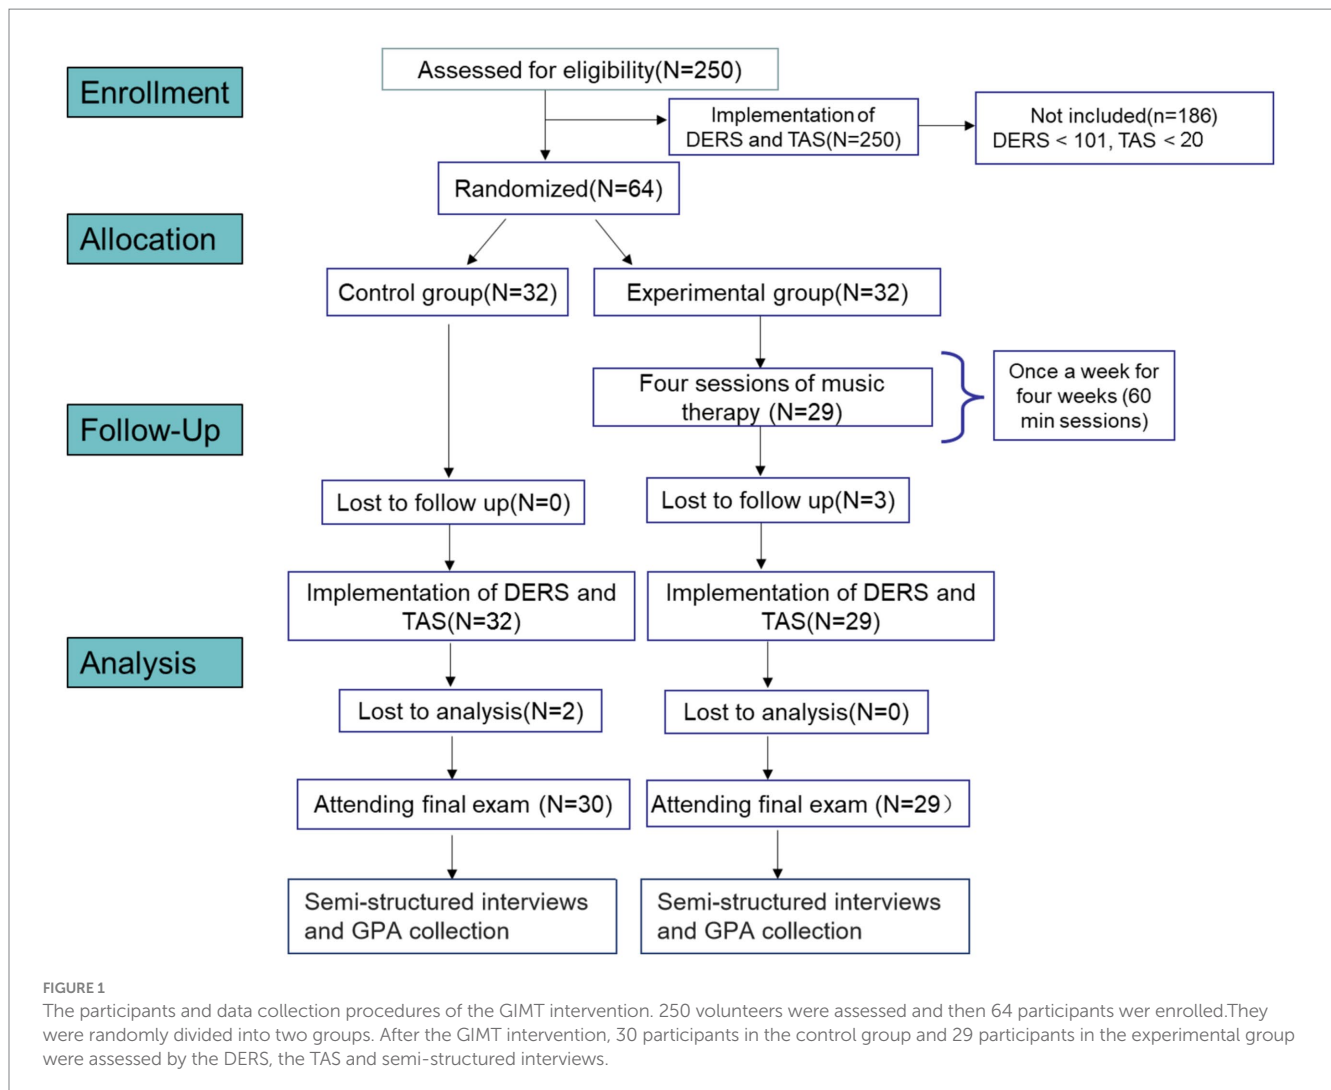 Enrollment
Assessed for eligibility(N=250)
Implementation of
DERS and TAS(N=250)
Not included(n=186)
DERS < 101, TAS < 20
Randomized(N=64)
Allocation
Control group(N=32)
Experimental group(N=32)
Four sessions of music
therapy (N=29)
Once a week for
four weeks (60
min sessions)
Follow-Up
Lost to follow up(N=0)
Lost to follow up(N=3)
Implementation of DERS and
TAS(N=32)
Implementation of DERS and
TAS(N=29)
Analysis
Lost to analysis(N=2)
Lost to analysis(N=0)
Attending final exam (N=30)
Attending final exam (N=29）
Semi-structured interviews
and GPA collection
Semi-structured interviews
and GPA collection
FIGURE 1
The participants and data collection procedures of the GIMT intervention. 250 volunteers were assessed and then 64 participants wer enrolled.They
were randomly divided into two groups. After the GIMT intervention, 30 participants in the control group and 29 participants in the experimental group
were assessed by the DERS, the TAS and semi-structured interviews.